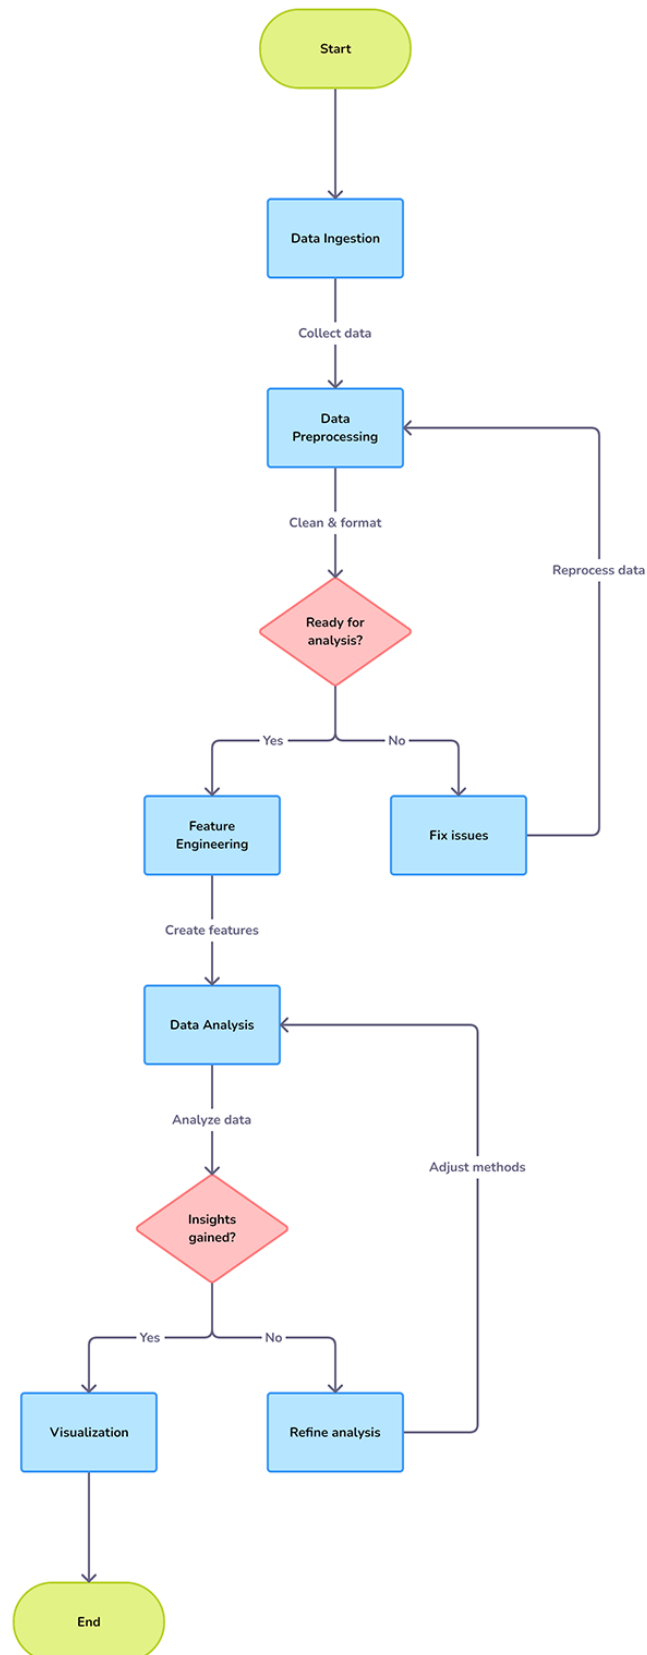 Start
Data Ingestion
Collect data
Data
Preprocessing
Clean & format
Reprocess data
Ready for
analysis?
Yes
No
Feature
Engineering
Fix issues
Create features
Data Analysis
Analyze data
Adjust methods
Insights
gained?
Yes
No
Visualization
Refine analysis
End